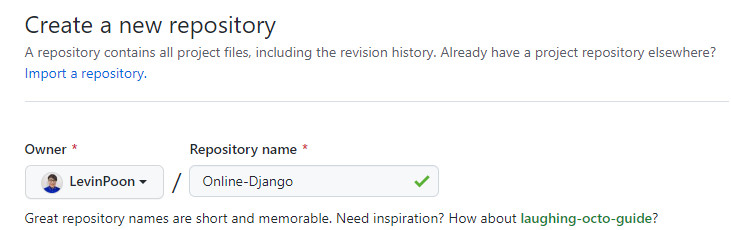 Create a new repository
A repository contains all project files, including the revision history. Already have a project repository elsewhere?
Import a repository.
Owner *
Repository name *
LevinPoon
/
Online-Django
Great repository names are short and memorable. Need inspiration? How about laughing-octo-guide?